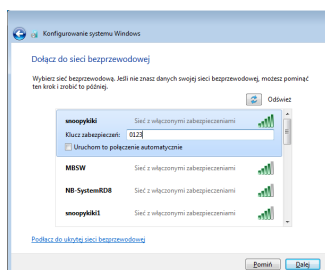 Konfigurowanie systemu Windows
Dołącz do sieci bezprzewodowej
Wybierz sieć bezprzewodową. Jeśli nie znasz danych swojej sieci bezprzewodowej, możesz pominąć
ten krok i zrobić to później.
Odśwież
snoopykiki Sieć z włączonymi zabezpieczeniami
Klucz zabezpieczeń: 0123
Uruchom to połączenie automatycznie
MBSW Sieć z włączonymi zabezpieczeniami
NB-SystemRD8 Sieć z włączonymi zabezpieczeniami
snoopykiki1 Sieć z włączonymi zabezpieczeniami
Podłącz do ukrytej sieci bezprzewodowej
Pomiń Dalej